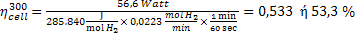 η_cell^300 = 56,6 Watt / (285.840 J/mol H₂ × 0,0223 mol H₂/min × 1 min/60 sec) = 0,533 ή 53,3 %